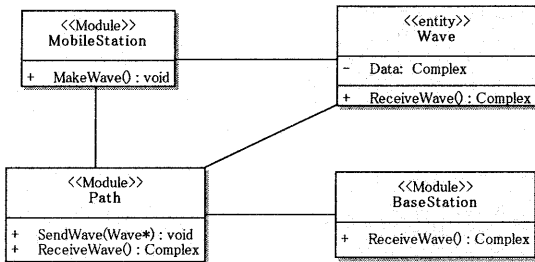 <<Module>>
MobileStation
+ MakeWave() : void
<<entity>>
Wave
- Data: Complex
+ ReceiveWave() : Complex
<<Module>>
Path
+ SendWave(Wave*) : void
+ ReceiveWave() : Complex
<<Module>>
BaseStation
+ ReceiveWave() : Complex